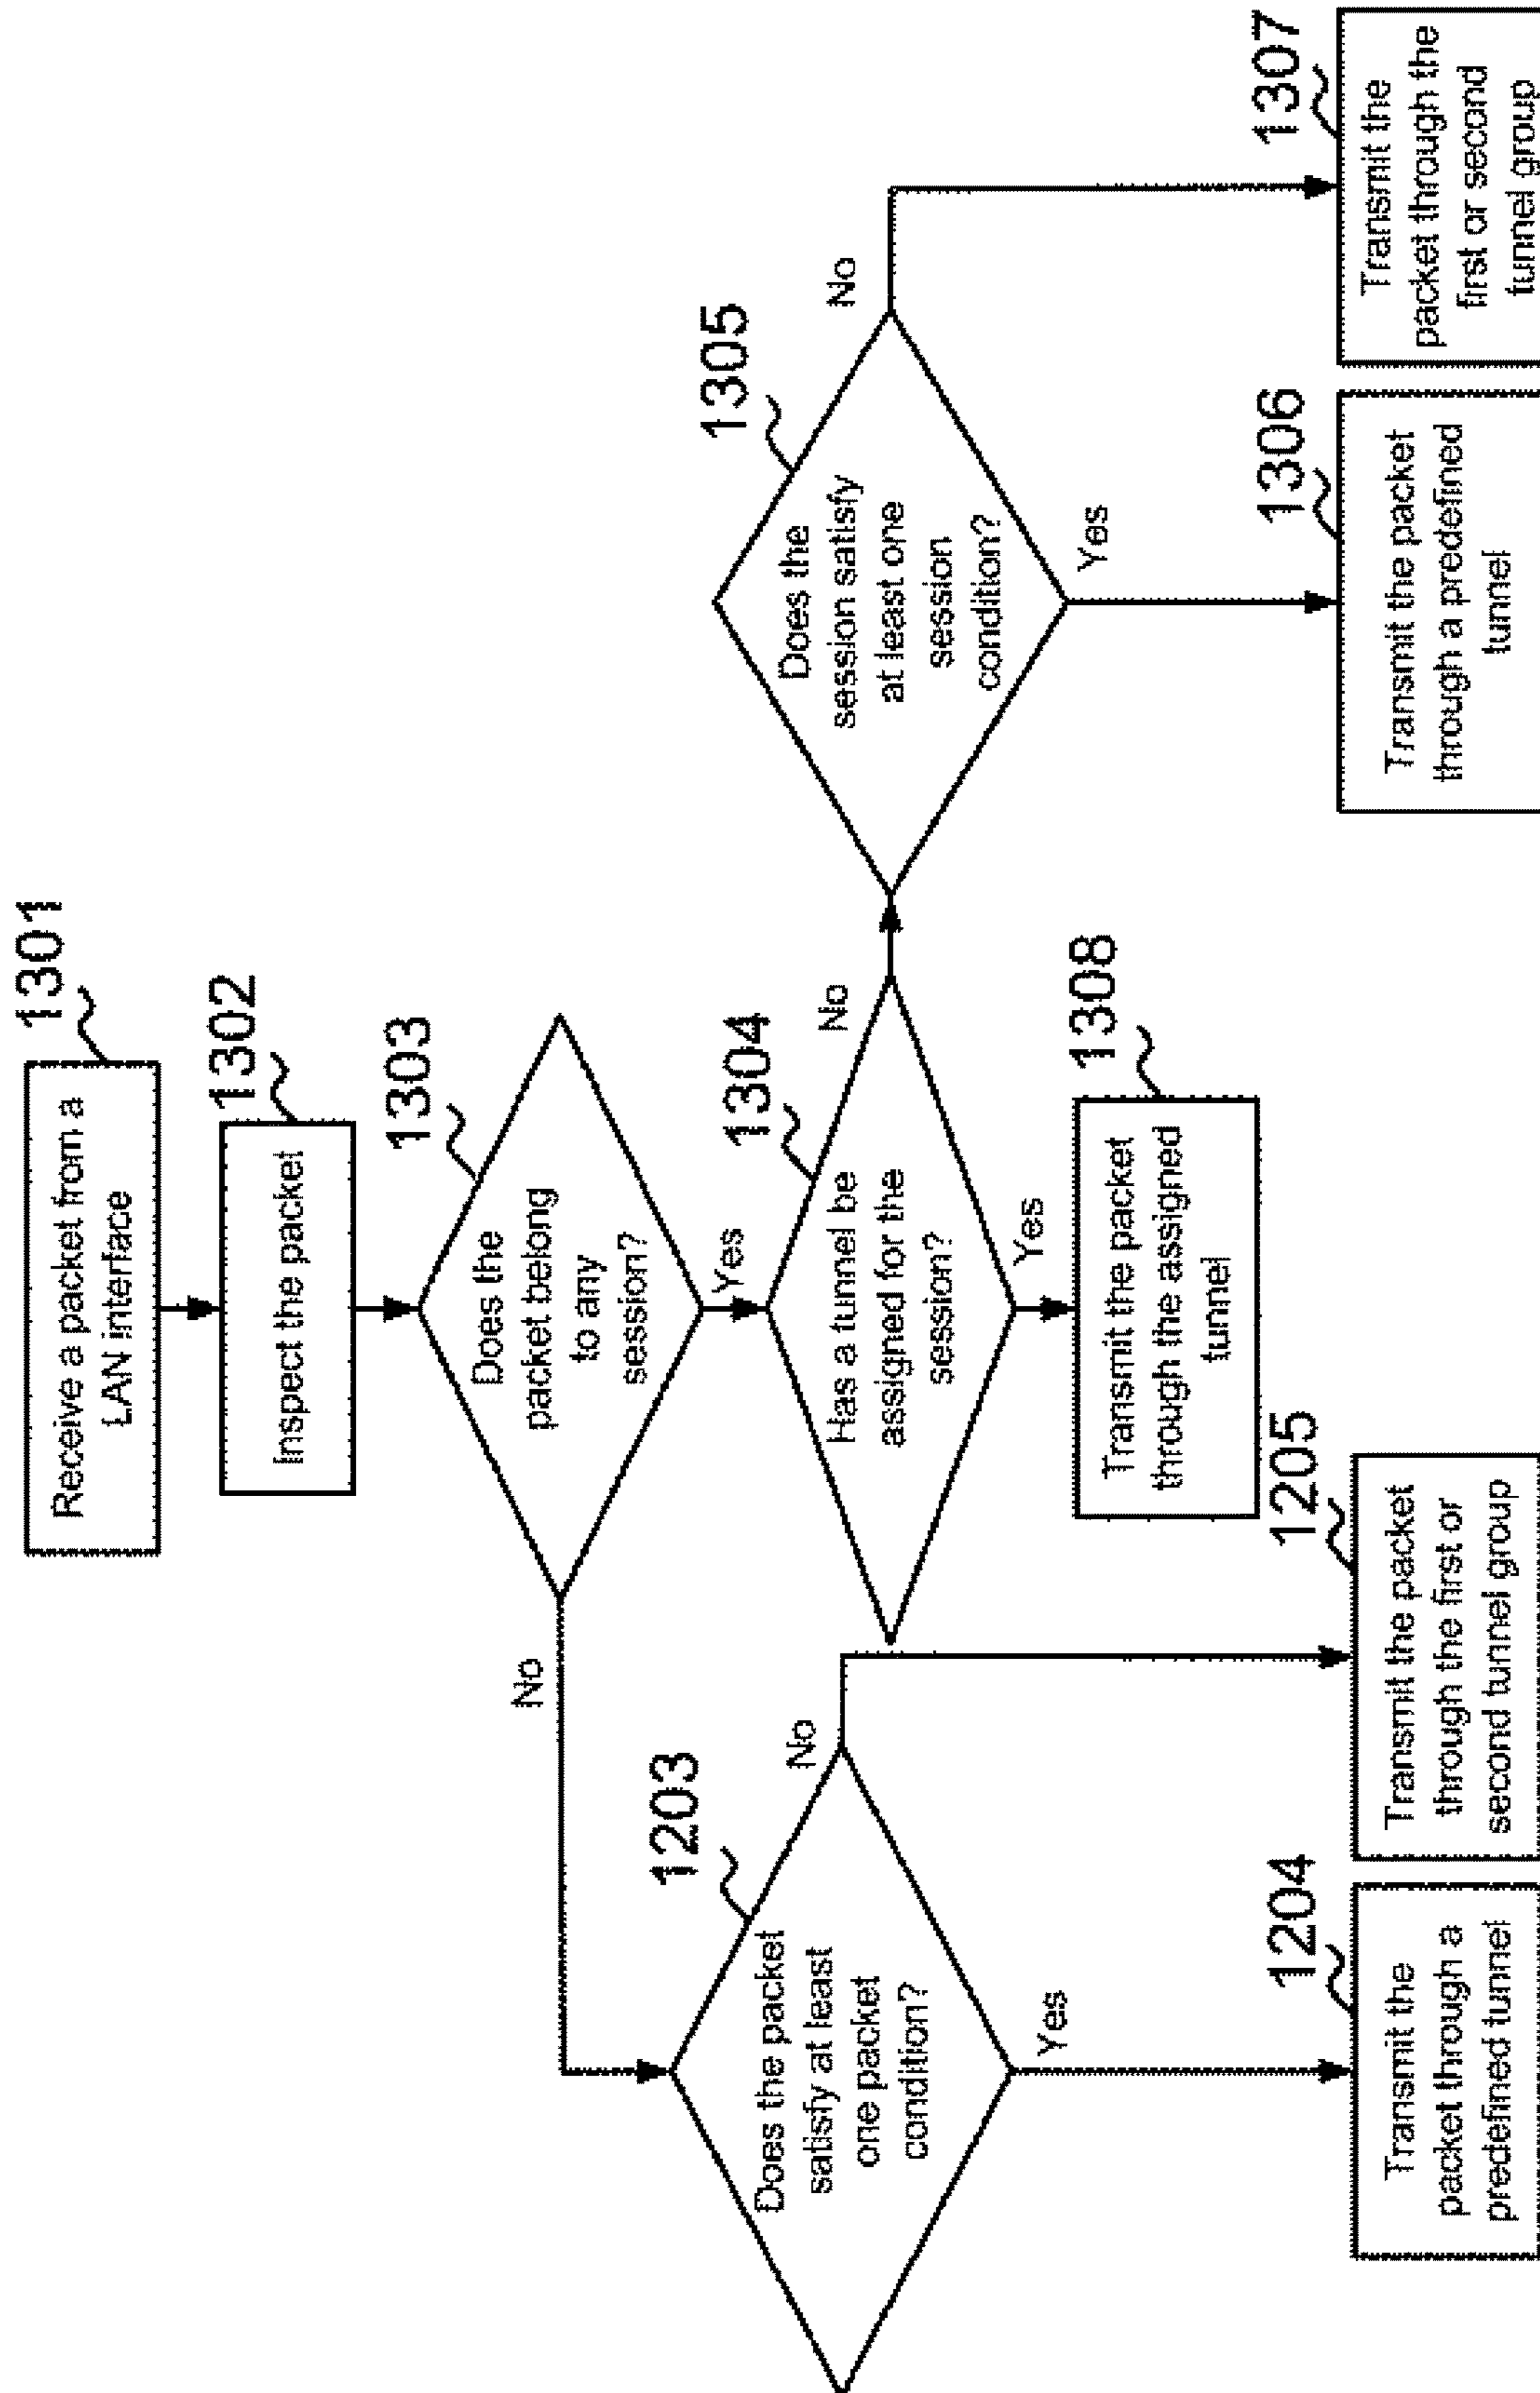 1301
Receive a packet from a
LAN interface
1302
Inspect the packet
1303
Does the
packet belong
to any
session?
No
Yes
1304
Has a tunnel be
assigned for the
session?
No
Yes
1308
Transmit the packet
through the assigned
tunnel
1305
Does the
session satisfy
at least one
session
condition?
No
Yes
1306
Transmit the packet
through a predefined
tunnel
1307
Transmit the
packet through the
first or second
tunnel group
1203
Does the packet
satisfy at least
one packet
condition?
No
Yes
1204
Transmit the
packet through a
predefined tunnel
1205
Transmit the packet
through the first or
second tunnel group